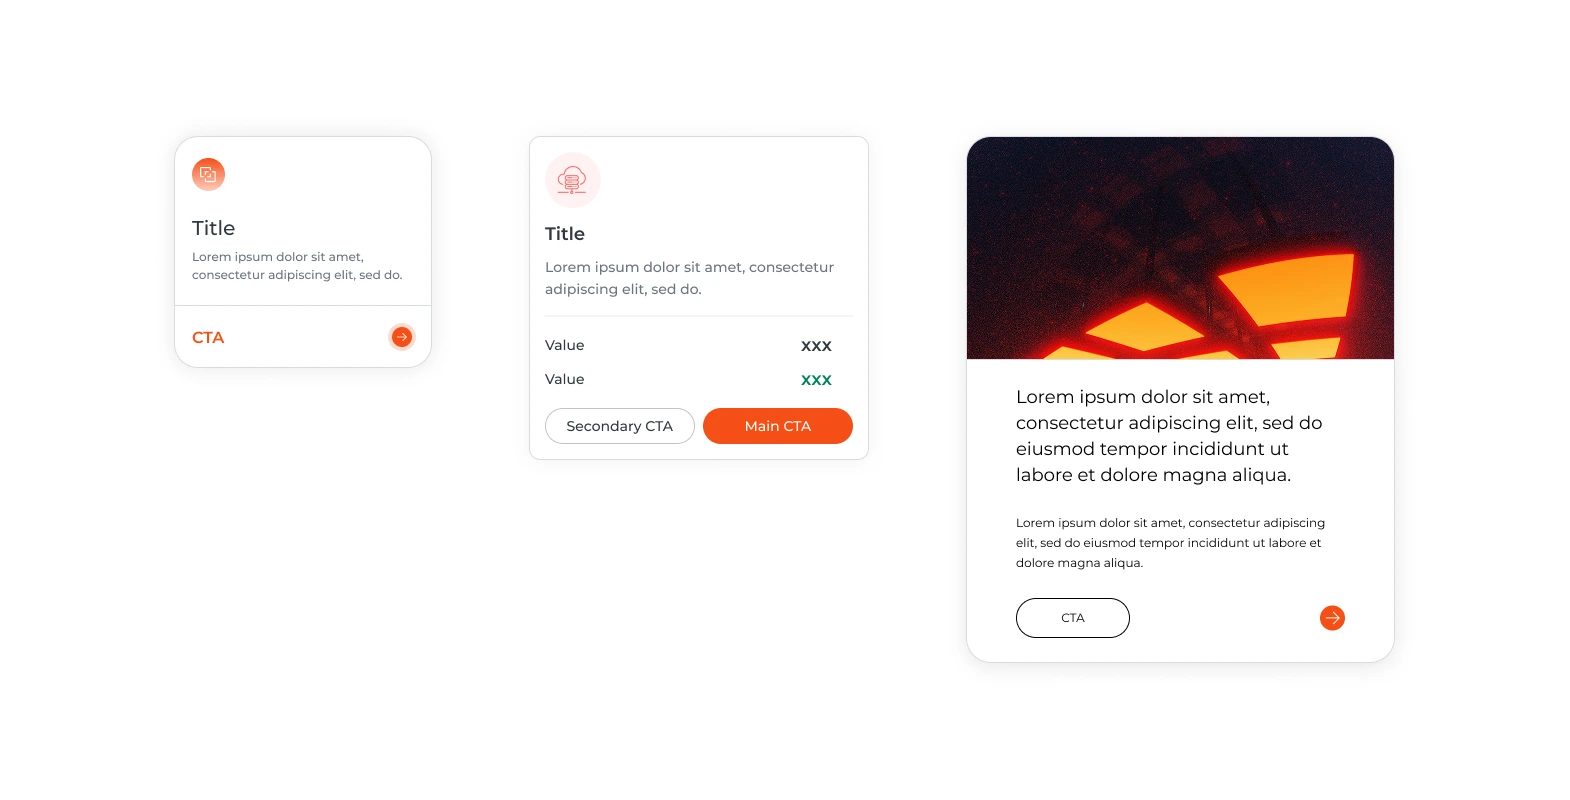 Title
Lorem ipsum dolor sit amet,
consectetur adipiscing elit, sed do.
CTA
Title
Lorem ipsum dolor sit amet, consectetur
adipiscing elit, sed do.
Value XXX
Value XXX
Secondary CTA Main CTA
Lorem ipsum dolor sit amet,
consectetur adipiscing elit, sed do
eiusmod tempor incididunt ut
labore et dolore magna aliqua.
Lorem ipsum dolor sit amet, consectetur adipiscing
elit, sed do eiusmod tempor incididunt ut labore et
dolore magna aliqua.
CTA